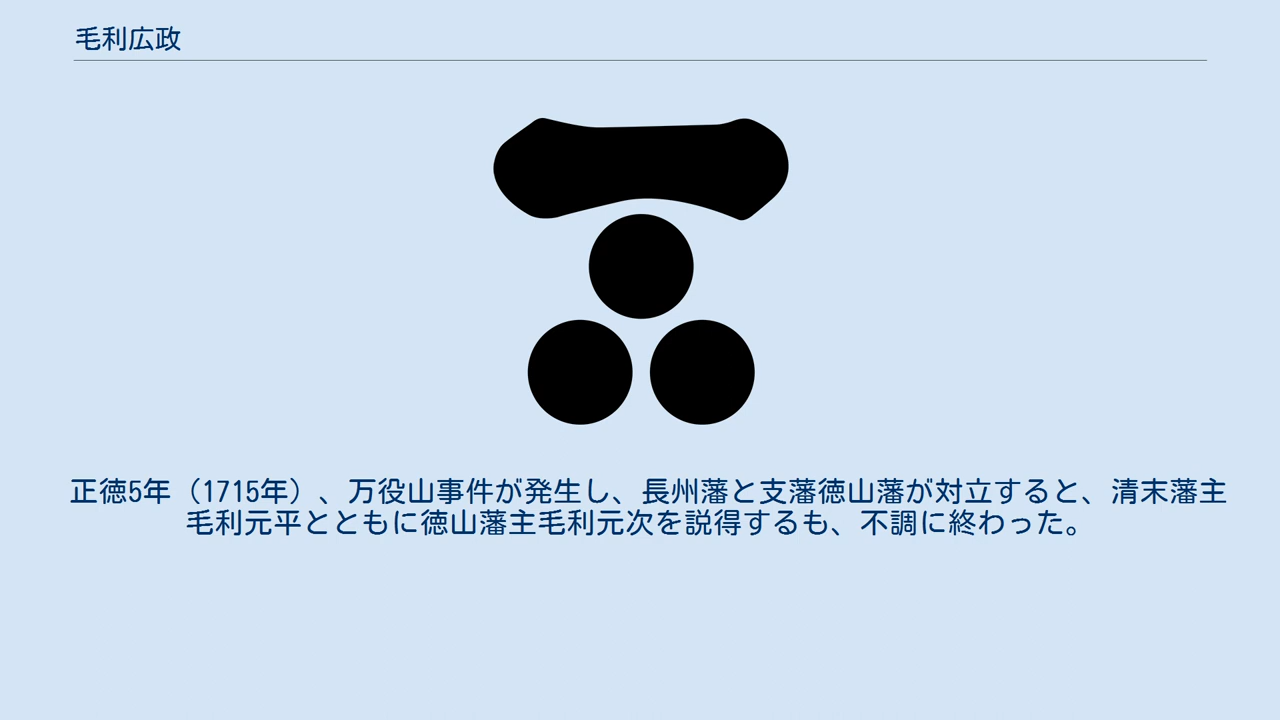 毛利広政
正徳5年（1715年）、万役山事件が発生し、長州藩と支藩徳山藩が対立すると、清末藩主
毛利元平とともに徳山藩主毛利元次を説得するも、不調に終わった。